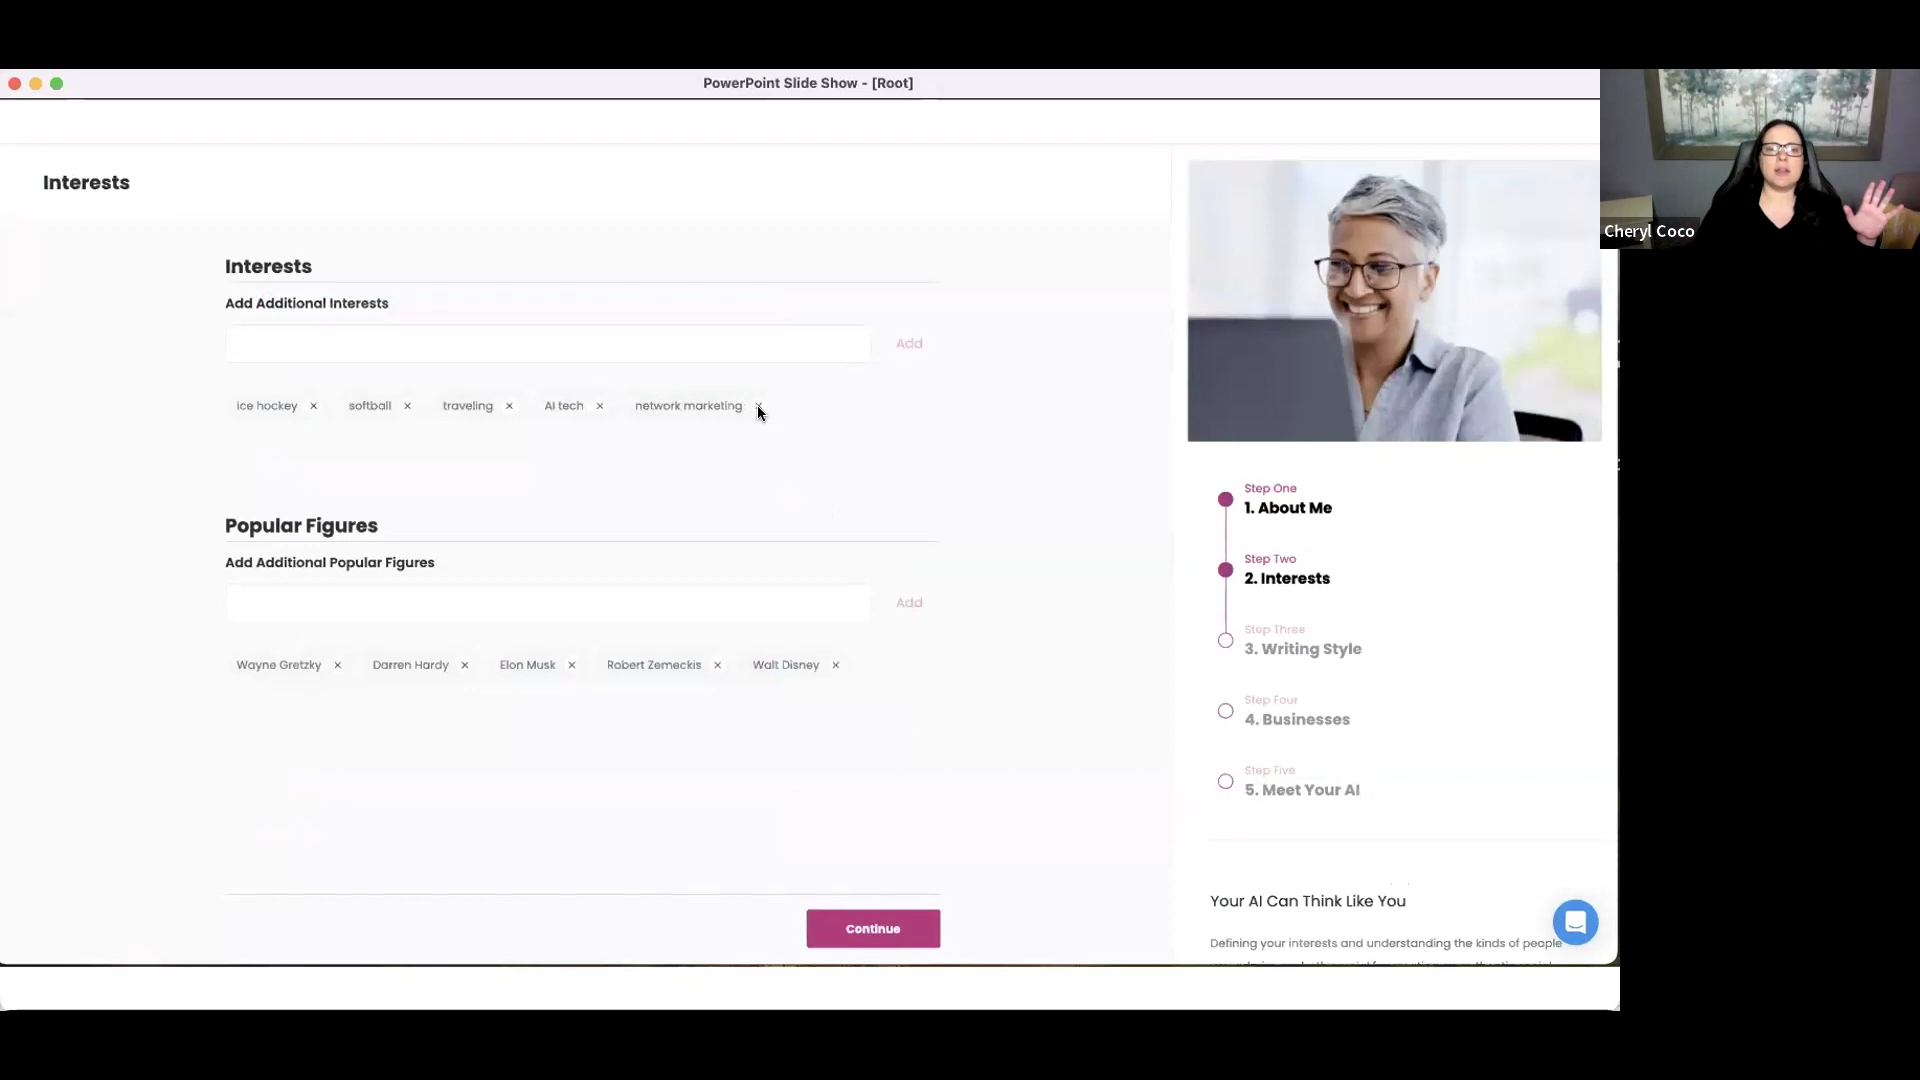 PowerPoint Slide Show - [Root]
Cheryl Coco
Interests
Interests
Add Additional Interests
Add
ice hockey × softball × traveling × AI tech × network marketing ×
Popular Figures
Add Additional Popular Figures
Add
Wayne Gretzky × Darren Hardy × Elon Musk × Robert Zemeckis × Walt Disney ×
Continue
Step One
1. About Me
Step Two
2. Interests
Step Three
3. Writing Style
Step Four
4. Businesses
Step Five
5. Meet Your AI
Your AI Can Think Like You
Defining your interests and understanding the kinds of people